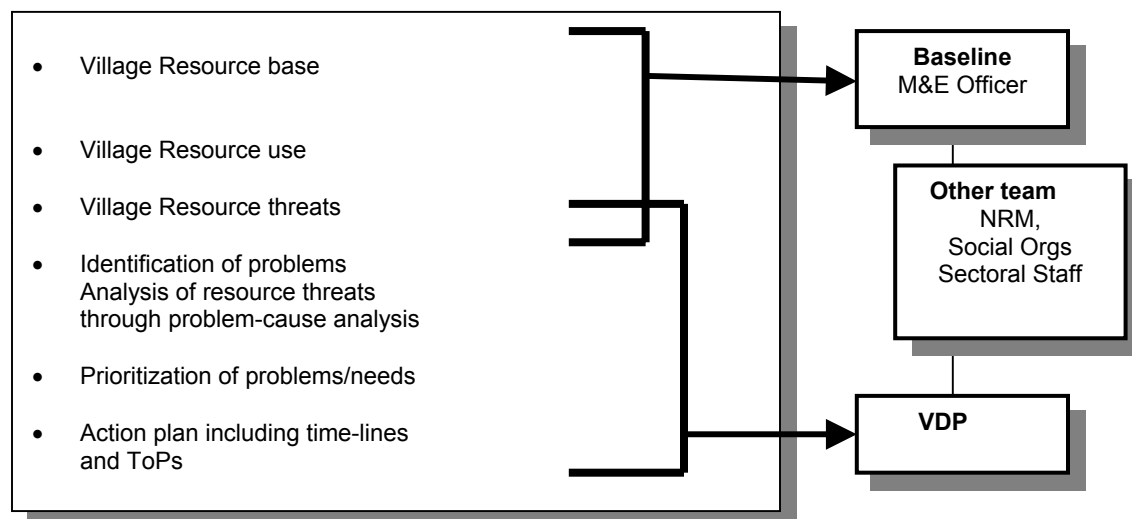 • Village Resource base
• Village Resource use
• Village Resource threats
• Identification of problems
Analysis of resource threats
through problem-cause analysis
• Prioritization of problems/needs
• Action plan including time-lines
and ToPs
Baseline
M&E Officer
Other team
NRM,
Social Orgs
Sectoral Staff
VDP